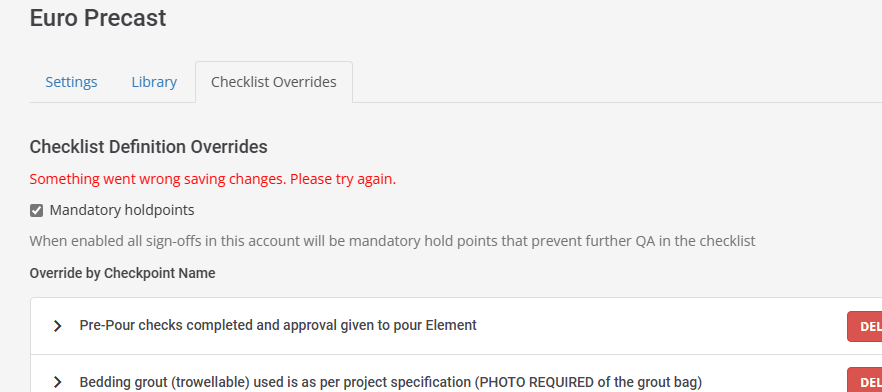 Euro Precast
Settings
Library
Checklist Overrides
Checklist Definition Overrides
Something went wrong saving changes. Please try again.
Mandatory holdpoints
When enabled all sign-offs in this account will be mandatory hold points that prevent further QA in the checklist
Override by Checkpoint Name
Pre-Pour checks completed and approval given to pour Element
DEL
Bedding grout (trowellable) used is as per project specification (PHOTO REQUIRED of the grout bag)
DEL